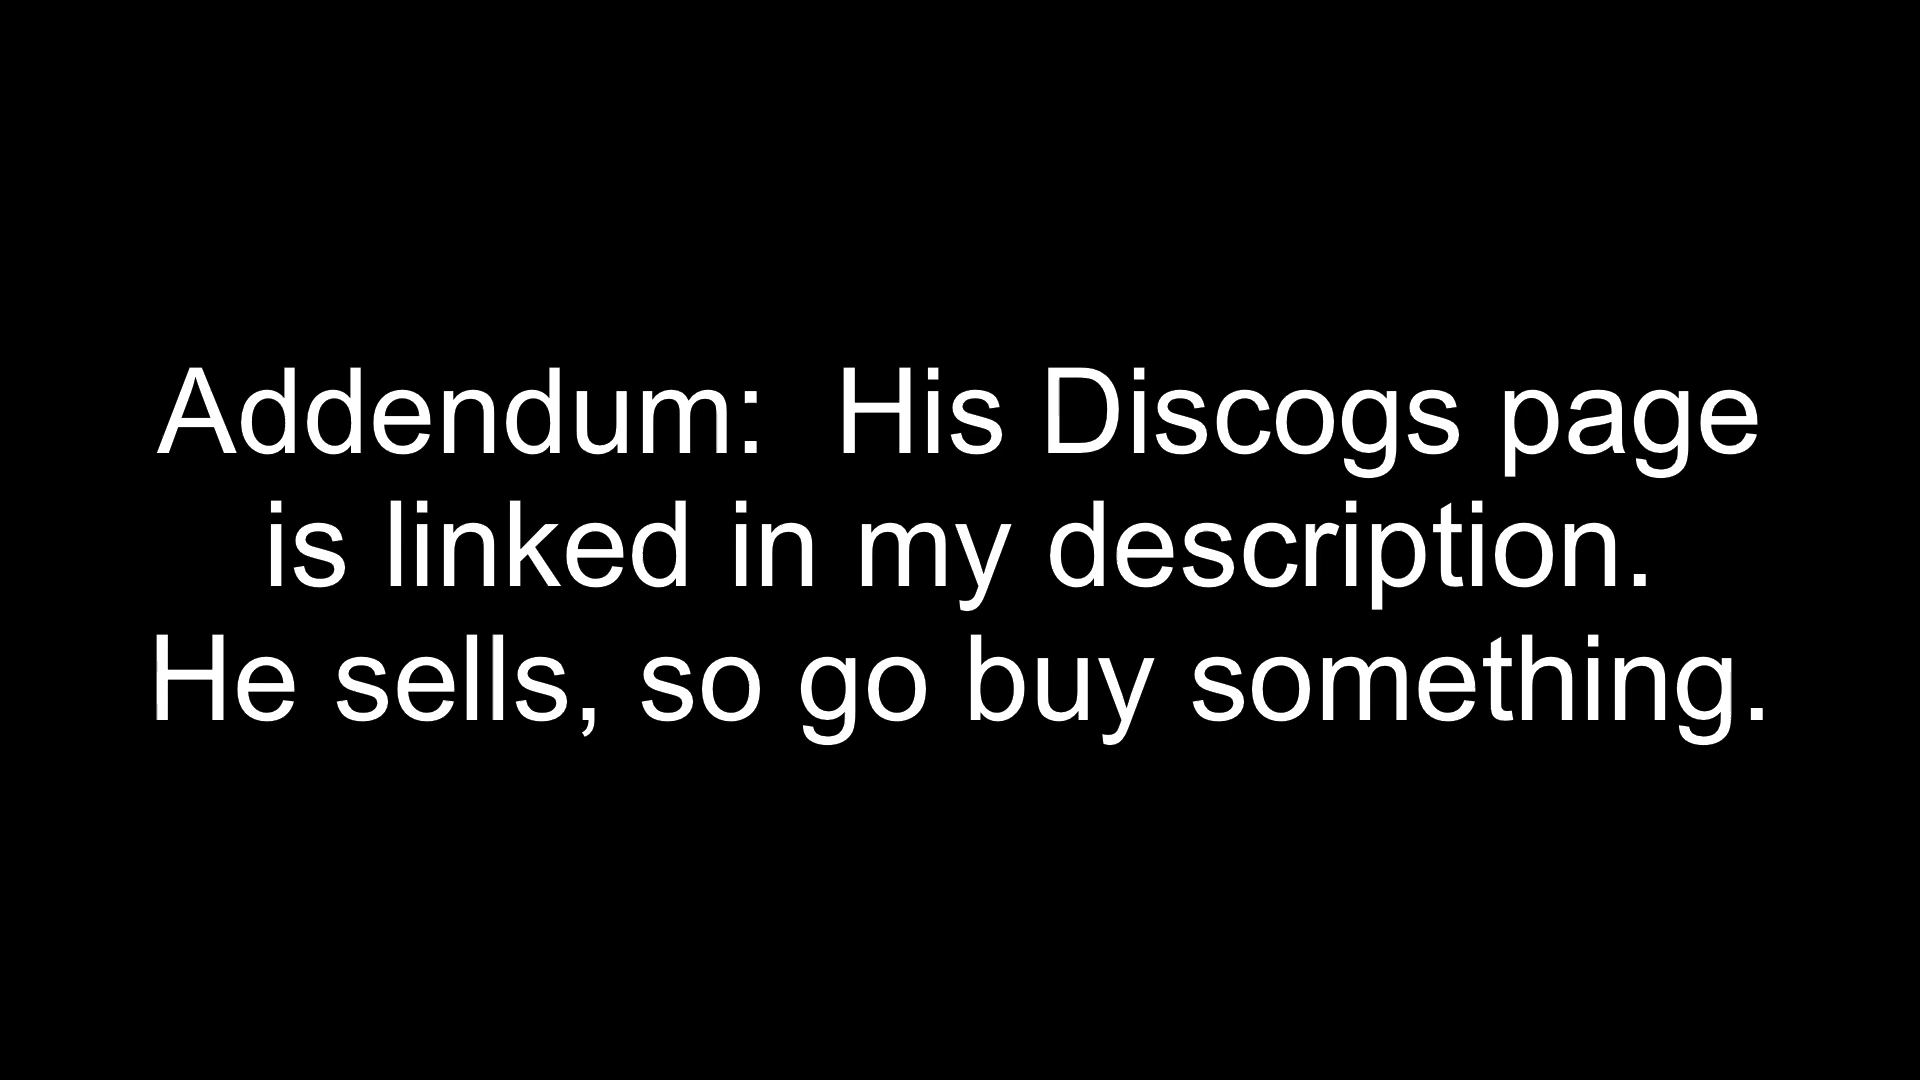 Addendum:  His Discogs page
is linked in my description.
He sells, so go buy something.